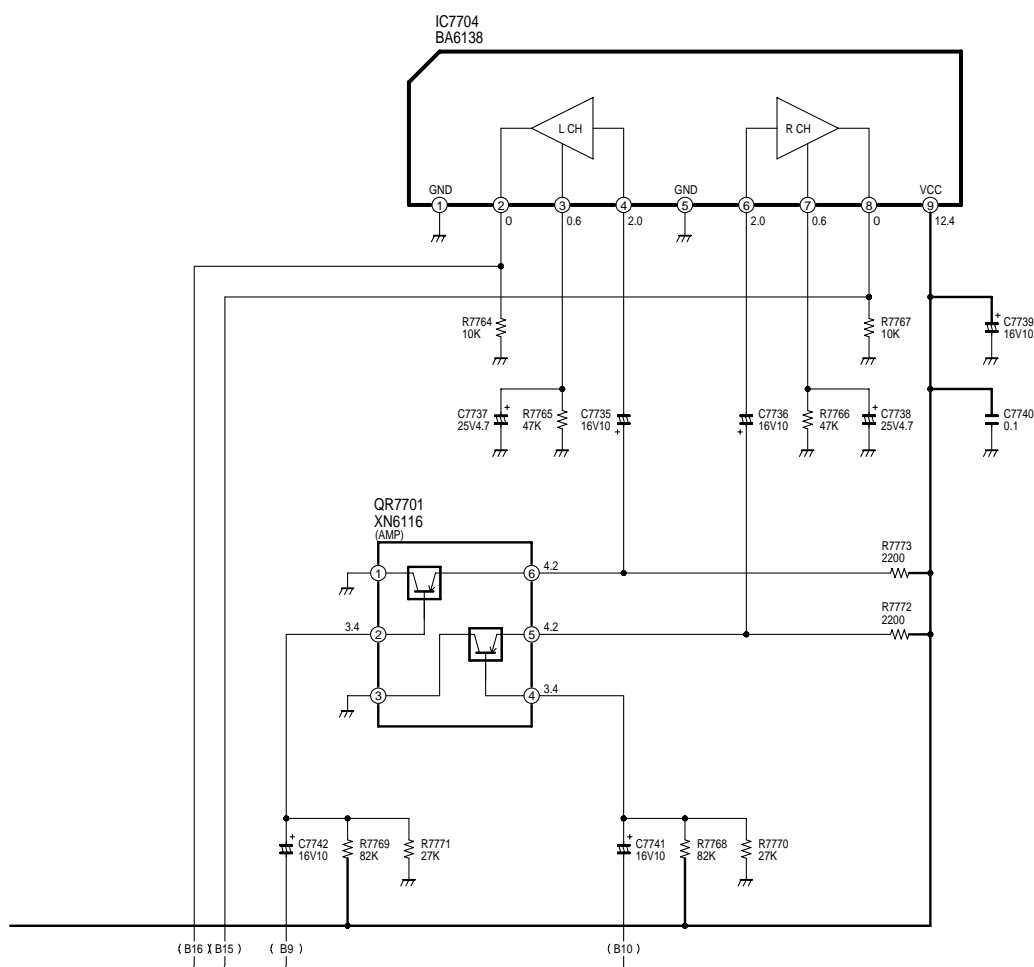 IC7704
BA6138
L CH
R CH
GND
GND
VCC
1
2
3
4
5
6
7
8
9
0
0.6
2.0
2.0
0.6
0
12.4
R7764
10K
R7767
10K
C7739
16V10
C7737
25V4.7
R7765
47K
C7735
16V10
C7736
16V10
R7766
47K
C7738
25V4.7
C7740
0.1
QR7701
XN6116
(AMP)
1
6
4.2
R7773
2200
3.4
2
5
4.2
R7772
2200
3
4
3.4
C7742
16V10
R7769
82K
R7771
27K
C7741
16V10
R7768
82K
R7770
27K
(B16)
(B15)
(B9)
(B10)
+
+
+
+
+
+
+